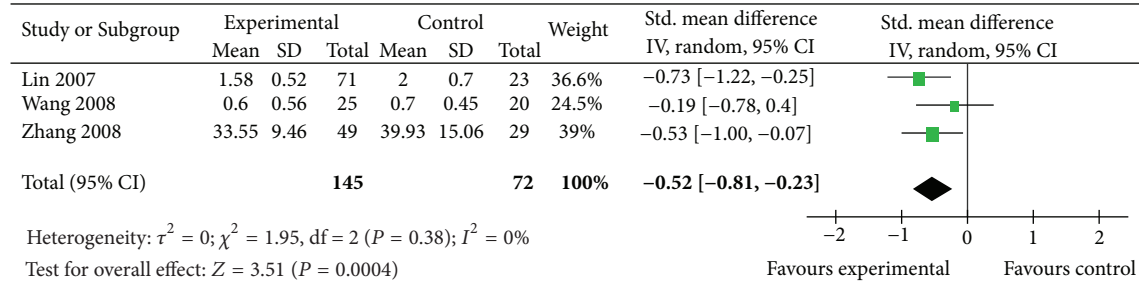 Study or Subgroup Experimental Control Weight Std. mean difference Std. mean difference
Mean SD Total Mean SD Total IV, random, 95% CI IV, random, 95% CI
Lin 2007 1.58 0.52 71 2 0.7 23 36.6% −0.73 [−1.22, −0.25]
Wang 2008 0.6 0.56 25 0.7 0.45 20 24.5% −0.19 [−0.78, 0.4]
Zhang 2008 33.55 9.46 49 39.93 15.06 29 39% −0.53 [−1.00, −0.07]
Total (95% CI) 145 72 100% −0.52 [−0.81, −0.23]
Heterogeneity: τ² = 0; χ² = 1.95, df = 2 (P = 0.38); I² = 0%
Test for overall effect: Z = 3.51 (P = 0.0004)
−2 −1 0 1 2
Favours experimental Favours control